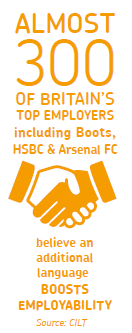 ALMOST
300
OF BRITAIN'S
TOP EMPLOYERS
including Boots,
HSBC & Arsenal FC
believe an
additional
language
BOOSTS
EMPLOYABILITY
Source: CILT